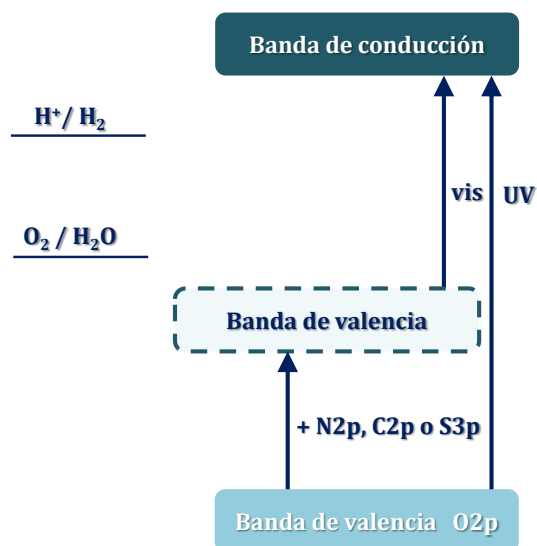 Banda de conducción
H⁺/ H₂
vis
UV
O₂ / H₂O
Banda de valencia
+ N2p, C2p o S3p
Banda de valencia O2p